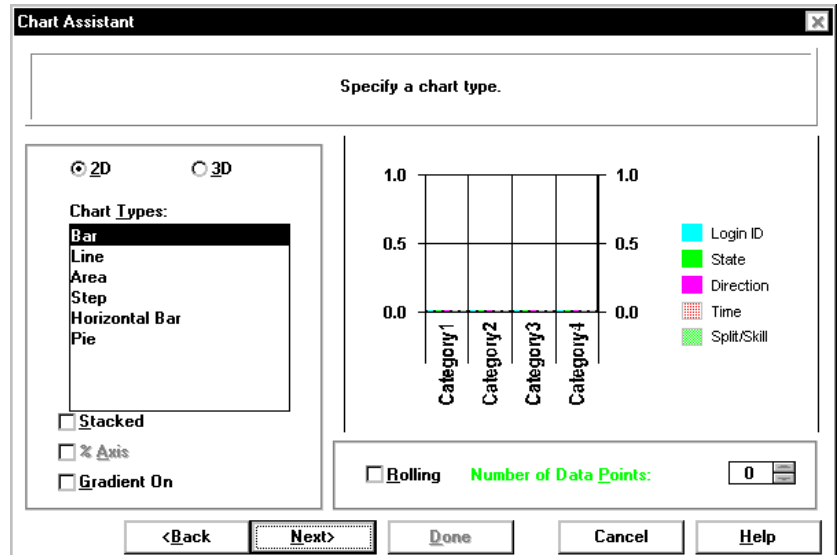 Chart Assistant
Specify a chart type.
2D 3D
Chart Types:
Bar
Line
Area
Step
Horizontal Bar
Pie
Stacked
% Axis
Gradient On
1.0 1.0
0.5 0.5
0.0 0.0
Category1
Category2
Category3
Category4
Login ID
State
Direction
Time
Split/Skill
Rolling Number of Data Points: 0
<Back Next> Done Cancel Help